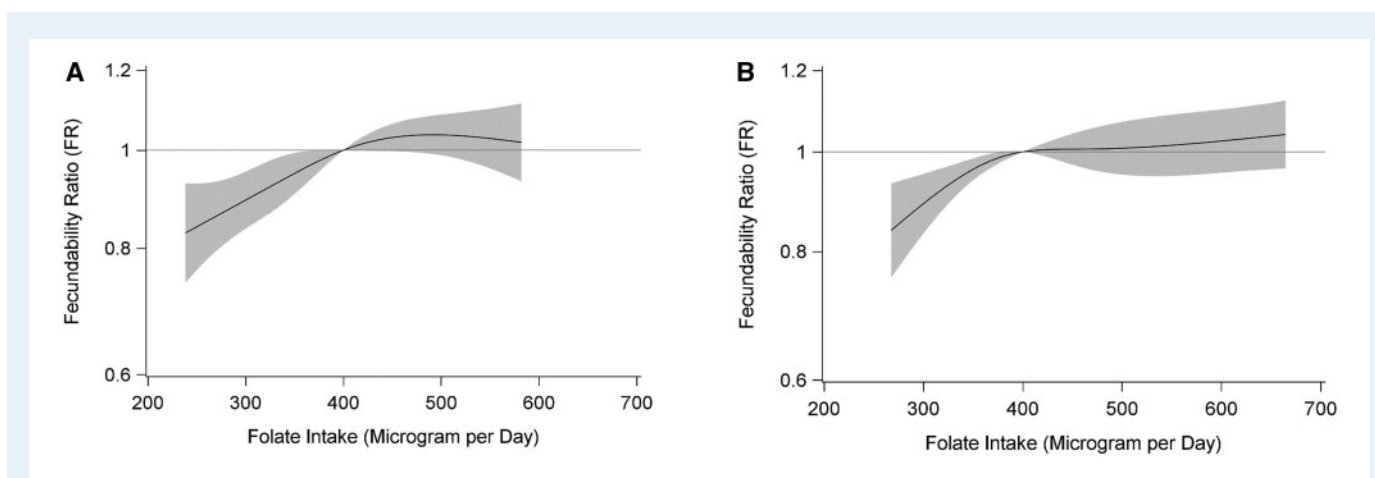 A
Fecundability Ratio (FR)
1.2
1
0.8
0.6
200 300 400 500 600 700
Folate Intake (Microgram per Day)
B
Fecundability Ratio (FR)
1.2
1
0.8
0.6
200 300 400 500 600 700
Folate Intake (Microgram per Day)